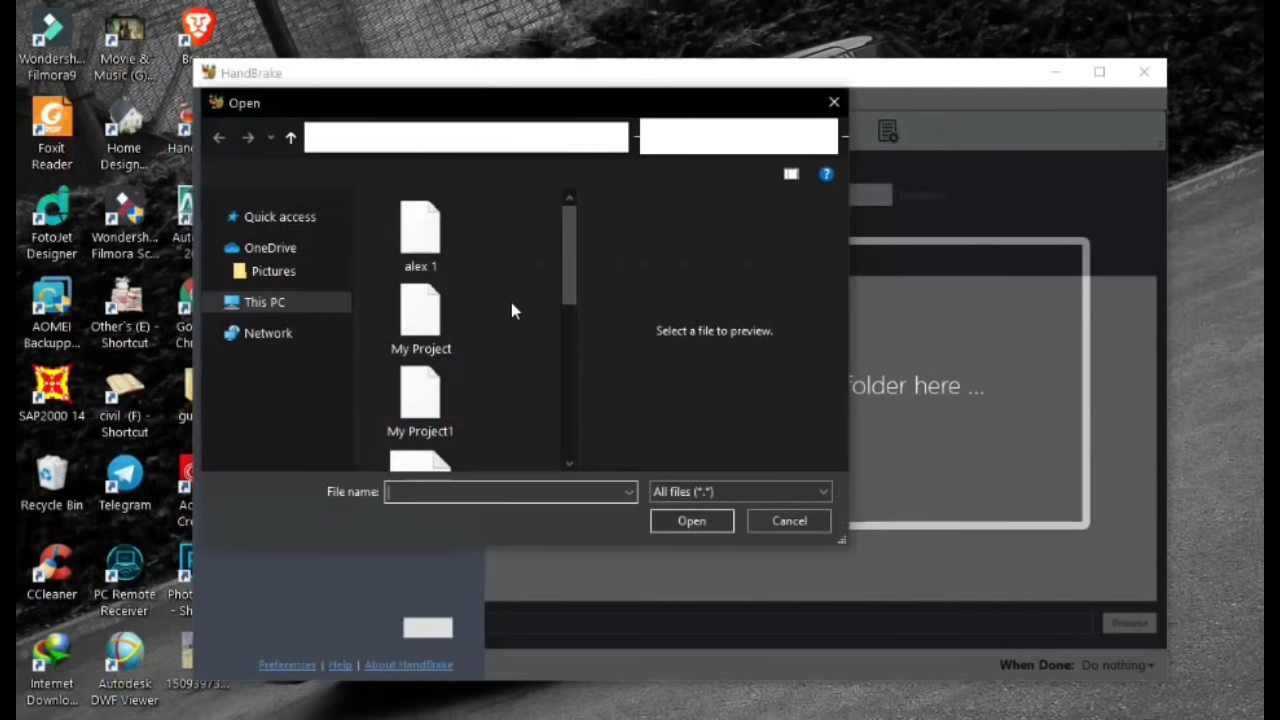 Wondersh...
Filmora9
Movie &
Music (G)...
HandBrake
Open
Foxit
Reader
Home
Design...
Quick access
OneDrive
Pictures
This PC
Network
FotoJet
Designer
Wondersh...
Filmora Sc...
alex 1
My Project
My Project1
Select a file to preview.
folder here ...
AOMEI
Backupp...
Other`s (E) -
Shortcut
SAP2000 14
civil (F) -
Shortcut
File name:
All files (*.*)
Open
Cancel
Recycle Bin
Telegram
CCleaner
PC Remote
Receiver
Browse
Preferences | Help | About HandBrake
When Done: Do nothing
Internet
Downlo...
Autodesk
DWF Viewer
15093973...